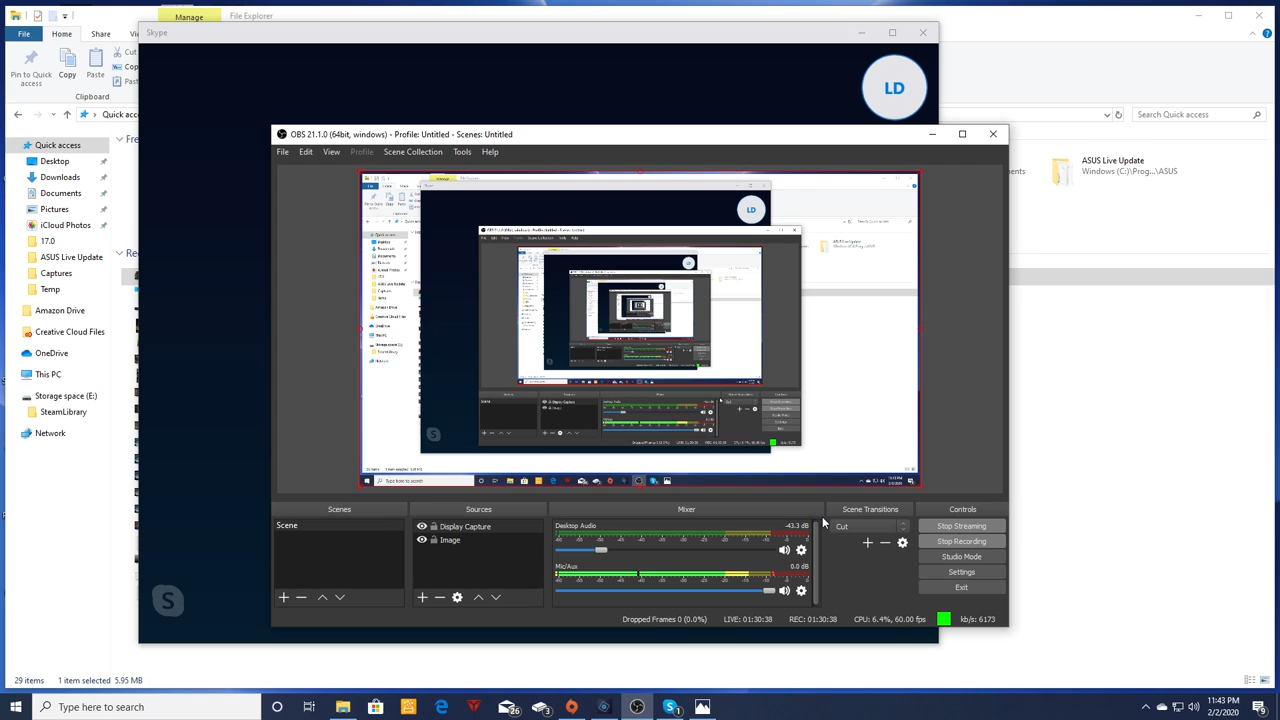 Manage File Explorer
File Home Share
Skype
LD
Pin to Quick access
Copy
Paste
Cut
Clipboard
Search Quick access
OBS 21.1.0 (64bit, windows) - Profile: Untitled - Scenes: Untitled
File Edit View Profile Scene Collection Tools Help
Quick access
Desktop
Downloads
Documents
Pictures
iCloud Photos
17.0
ASUS Live Update
Captures
Temp
Amazon Drive
Creative Cloud Files
OneDrive
This PC
Storage space (E:)
SteamLibrary
Network
ASUS Live Update
Windows (C:)\Prog...\ASUS
LD
Scenes Sources Mixer Scene Transitions Controls
Scene
Display Capture
Image
Desktop Audio -43.3 dB
Mic/Aux 0.0 dB
Cut
Stop Streaming
Stop Recording
Studio Mode
Settings
Exit
Dropped Frames 0 (0.0%) LIVE: 01:30:38 REC: 01:30:38 CPU: 6.4%, 60.00 fps kb/s: 6173
29 items 1 item selected 5.95 MB
Type here to search
26
3
1
11:43 PM
2/2/2020
9